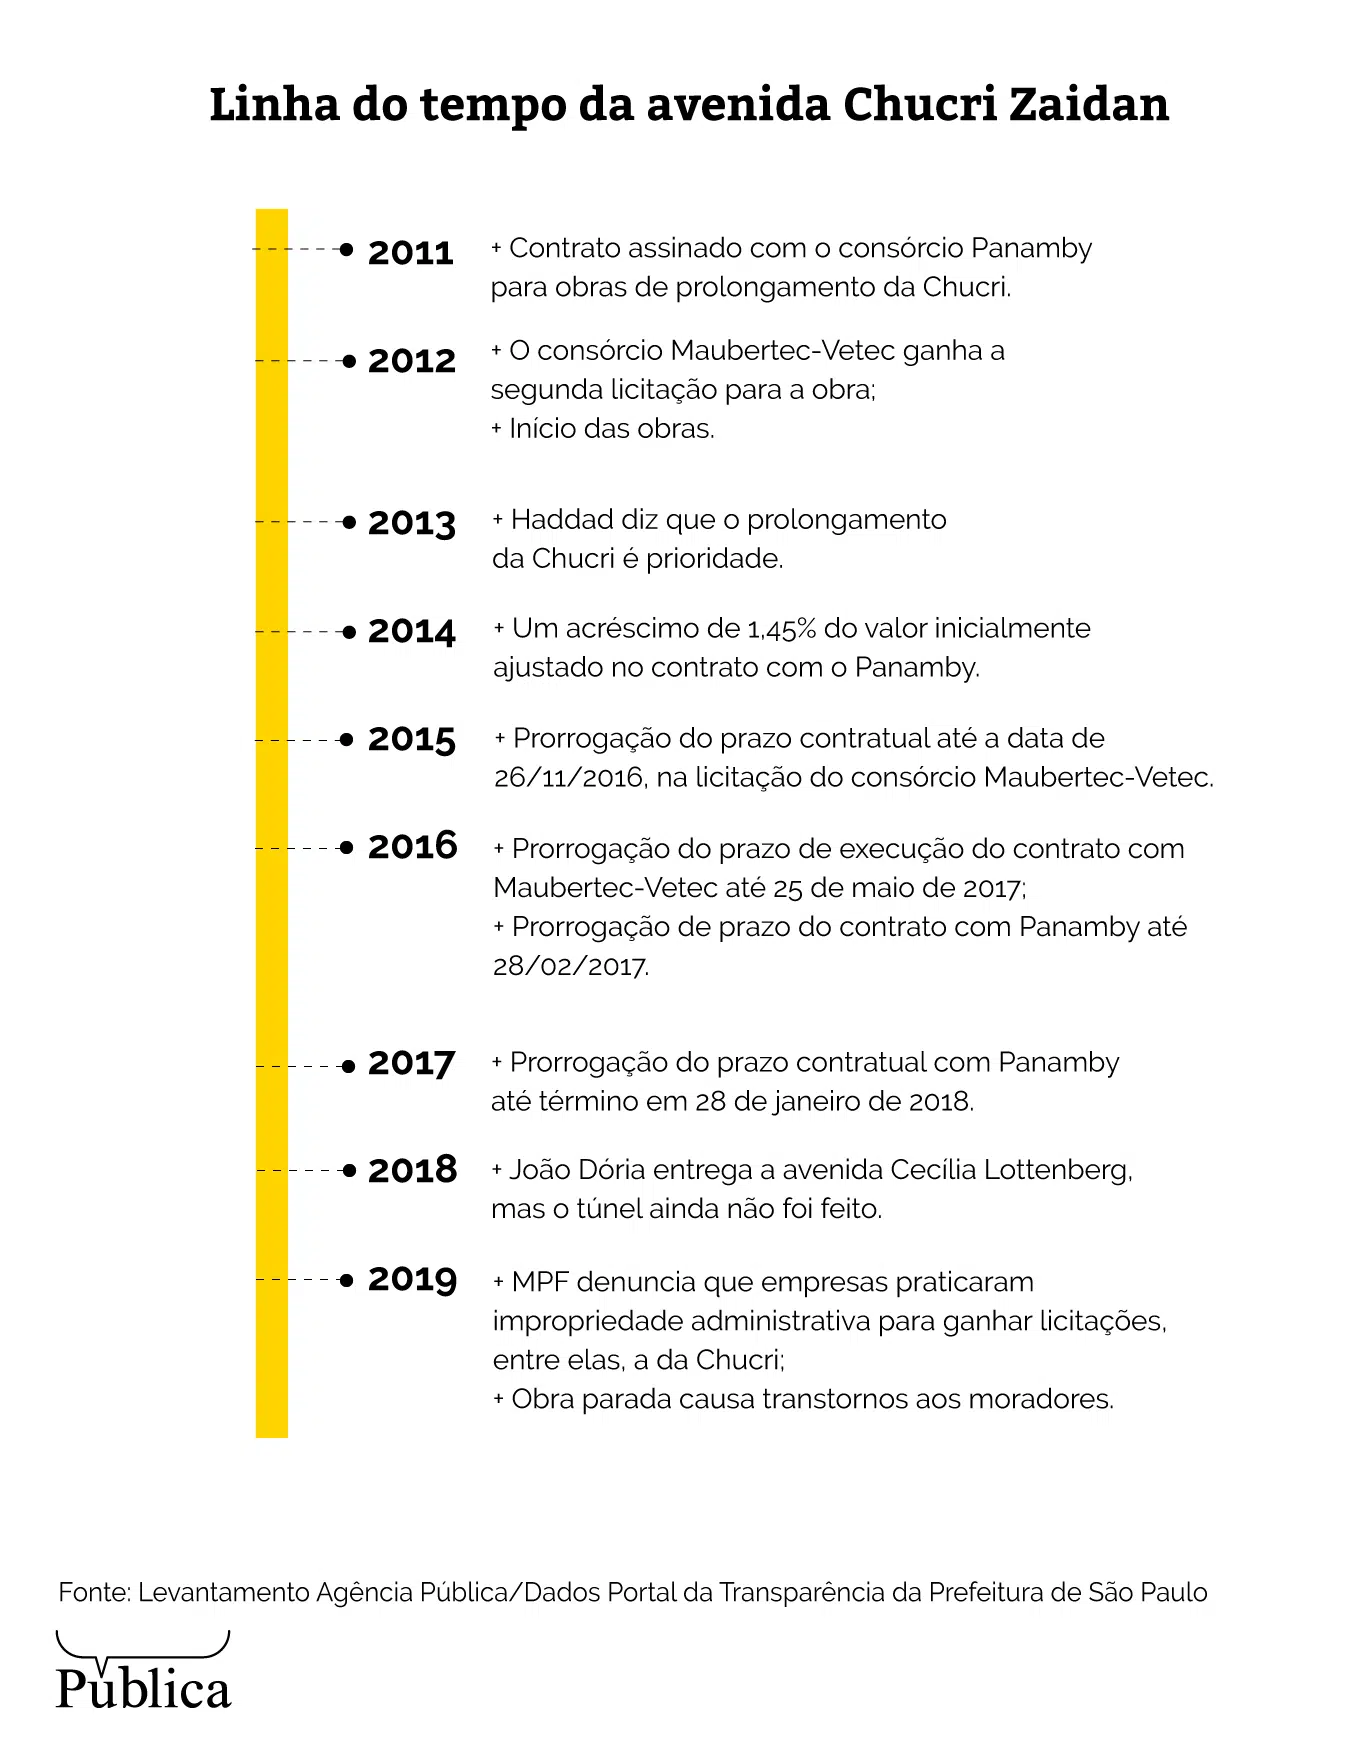 Linha do tempo da avenida Chucri Zaidan
2011
+ Contrato assinado com o consórcio Panamby
para obras de prolongamento da Chucri.
2012
+ O consórcio Maubertec-Vetec ganha a
segunda licitação para a obra;
+ Início das obras.
2013
+ Haddad diz que o prolongamento
da Chucri é prioridade.
2014
+ Um acréscimo de 1,45% do valor inicialmente
ajustado no contrato com o Panamby.
2015
+ Prorrogação do prazo contratual até a data de
26/11/2016, na licitação do consórcio Maubertec-Vetec.
2016
+ Prorrogação do prazo de execução do contrato com
Maubertec-Vetec até 25 de maio de 2017;
+ Prorrogação de prazo do contrato com Panamby até
28/02/2017.
2017
+ Prorrogação do prazo contratual com Panamby
até término em 28 de janeiro de 2018.
2018
+ João Dória entrega a avenida Cecília Lottenberg,
mas o túnel ainda não foi feito.
2019
+ MPF denuncia que empresas praticaram
impropriedade administrativa para ganhar licitações,
entre elas, a da Chucri;
+ Obra parada causa transtornos aos moradores.
Fonte: Levantamento Agência Pública/Dados Portal da Transparência da Prefeitura de São Paulo
Pública